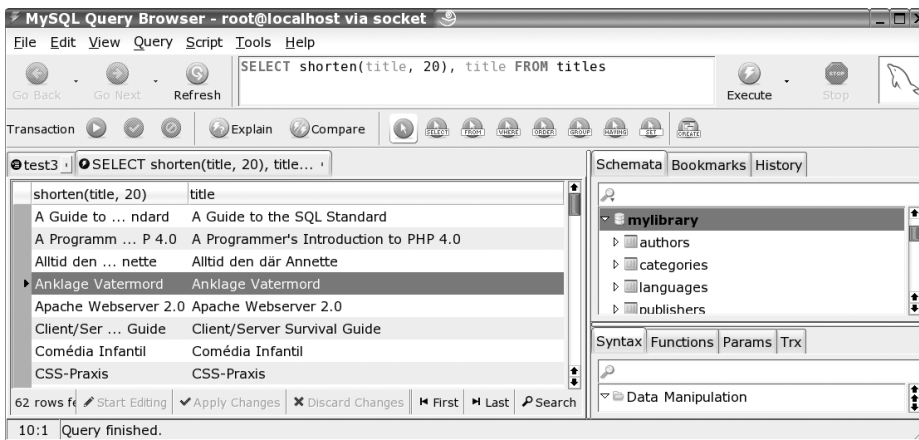 MySQL Query Browser - root@localhost via socket
File Edit View Query Script Tools Help
SELECT shorten(title, 20), title FROM titles
Go Back Go Next Refresh Execute Stop
STOP
Transaction Explain Compare SELECT FROM WHERE ORDER GROUP HAVING SET CREATE
test3 SELECT shorten(title, 20), title...
Schemata Bookmarks History
shorten(title, 20) title
A Guide to ... ndard A Guide to the SQL Standard
A Programm ... P 4.0 A Programmer's Introduction to PHP 4.0
Alltid den ... nette Alltid den där Annette
Anklage Vatermord Anklage Vatermord
Apache Webserver 2.0 Apache Webserver 2.0
Client/Ser ... Guide Client/Server Survival Guide
Comédia Infantil Comédia Infantil
CSS-Praxis CSS-Praxis
mylibrary
authors
categories
languages
publishers
Syntax Functions Params Trx
Data Manipulation
62 rows fe Start Editing Apply Changes Discard Changes First Last Search
10:1 Query finished.